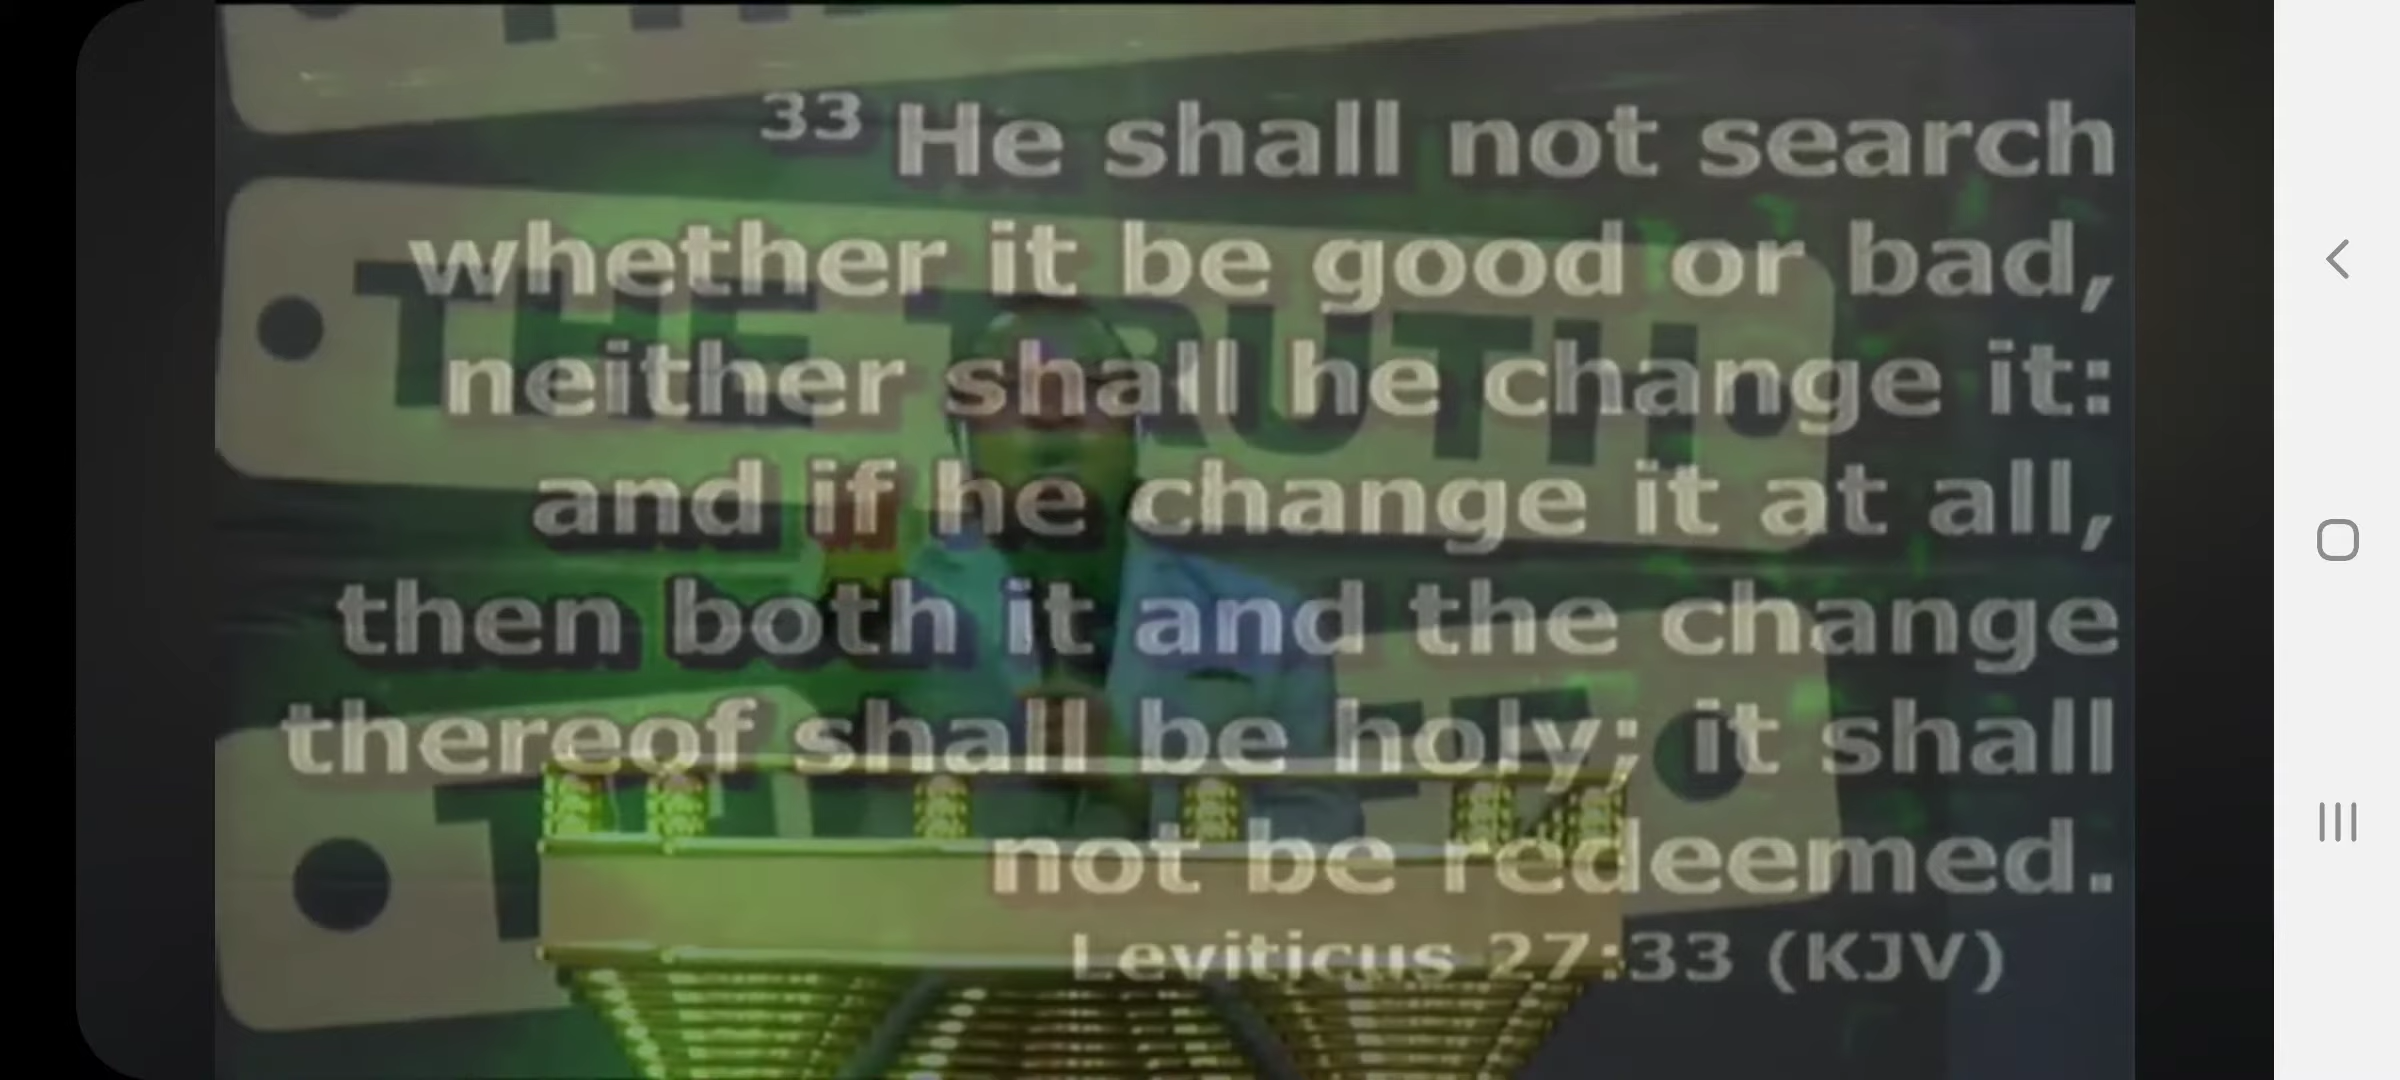 33 He shall not search
whether it be good or bad,
neither shall he change it:
and if he change it at all,
then both it and the change
thereof shall be holy; it shall
not be redeemed.
Leviticus 27:33 (KJV)
THE TRUTH